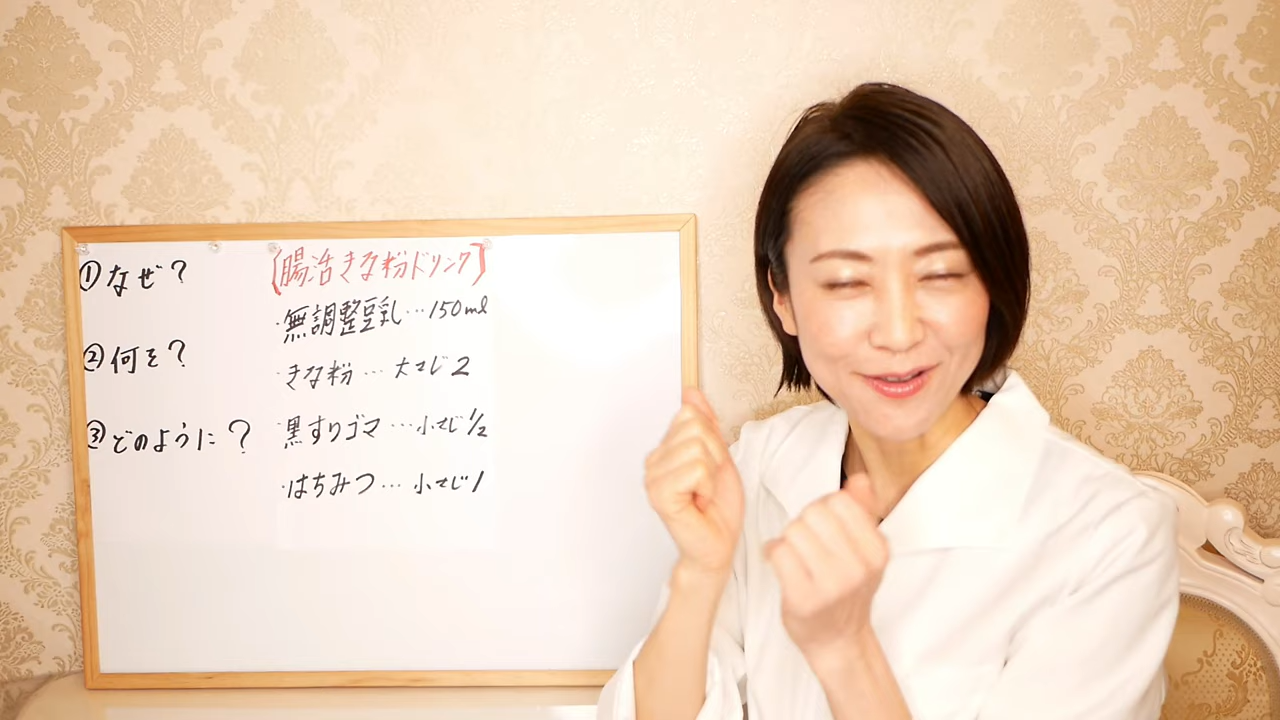 ①なぜ?
②何を?
③どのように?
【腸活きな粉ドリンク】
・無調整豆乳…150ml
・きな粉…大さじ2
・黒すりゴマ…小さじ1/2
・はちみつ…小さじ1